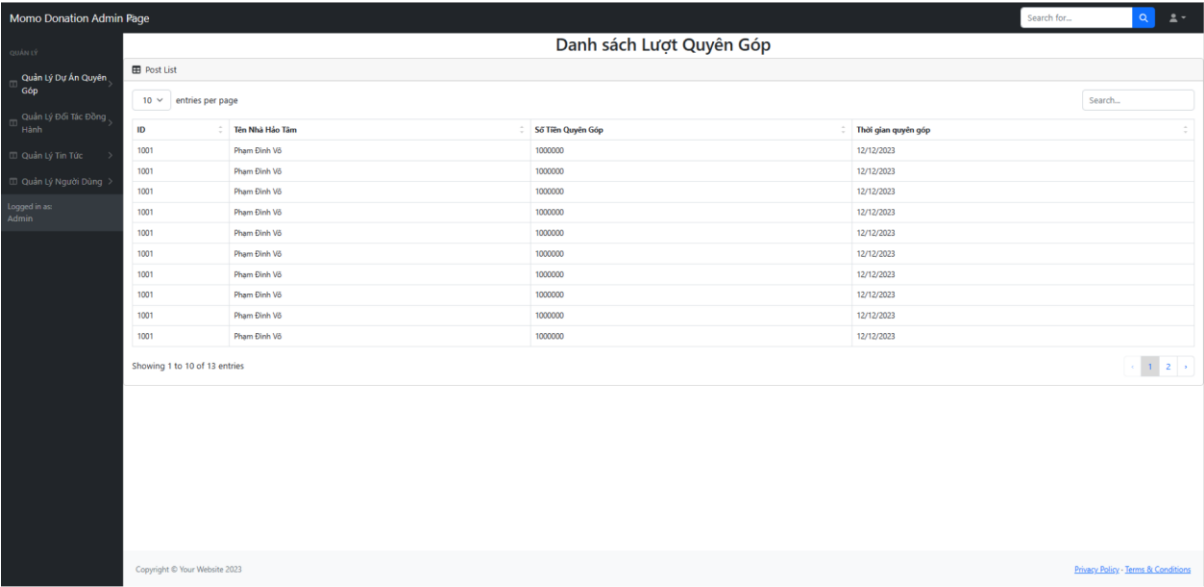 Momo Donation Admin Page
Search for...
QUẢN LÝ
Quản Lý Dự Án Quyên
Góp
Quản Lý Đối Tác Đồng
Hành
Quản Lý Tin Tức
Quản Lý Người Dùng
Logged in as:
Admin
Danh sách Lượt Quyên Góp
Post List
10 entries per page
Search...
ID Tên Nhà Hảo Tâm Số Tiền Quyên Góp Thời gian quyên góp
1001 Phạm Đình Võ 1000000 12/12/2023
1001 Phạm Đình Võ 1000000 12/12/2023
1001 Phạm Đình Võ 1000000 12/12/2023
1001 Phạm Đình Võ 1000000 12/12/2023
1001 Phạm Đình Võ 1000000 12/12/2023
1001 Phạm Đình Võ 1000000 12/12/2023
1001 Phạm Đình Võ 1000000 12/12/2023
1001 Phạm Đình Võ 1000000 12/12/2023
1001 Phạm Đình Võ 1000000 12/12/2023
1001 Phạm Đình Võ 1000000 12/12/2023
Showing 1 to 10 of 13 entries
‹ 1 2 ›
Copyright © Your Website 2023
Privacy Policy · Terms & Conditions